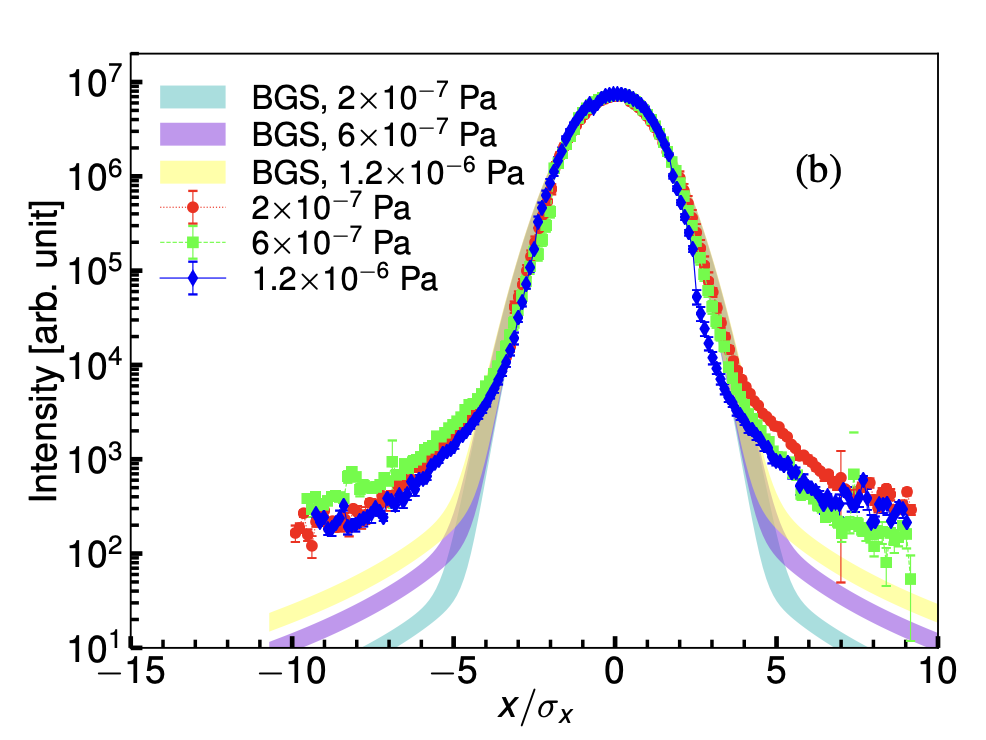 10⁷
10⁶
10⁵
10⁴
10³
10²
10¹
Intensity [arb. unit]
BGS, 2×10⁻⁷ Pa
BGS, 6×10⁻⁷ Pa
BGS, 1.2×10⁻⁶ Pa
2×10⁻⁷ Pa
6×10⁻⁷ Pa
1.2×10⁻⁶ Pa
(b)
−15 −10 −5 0 5 10
x/σₓ